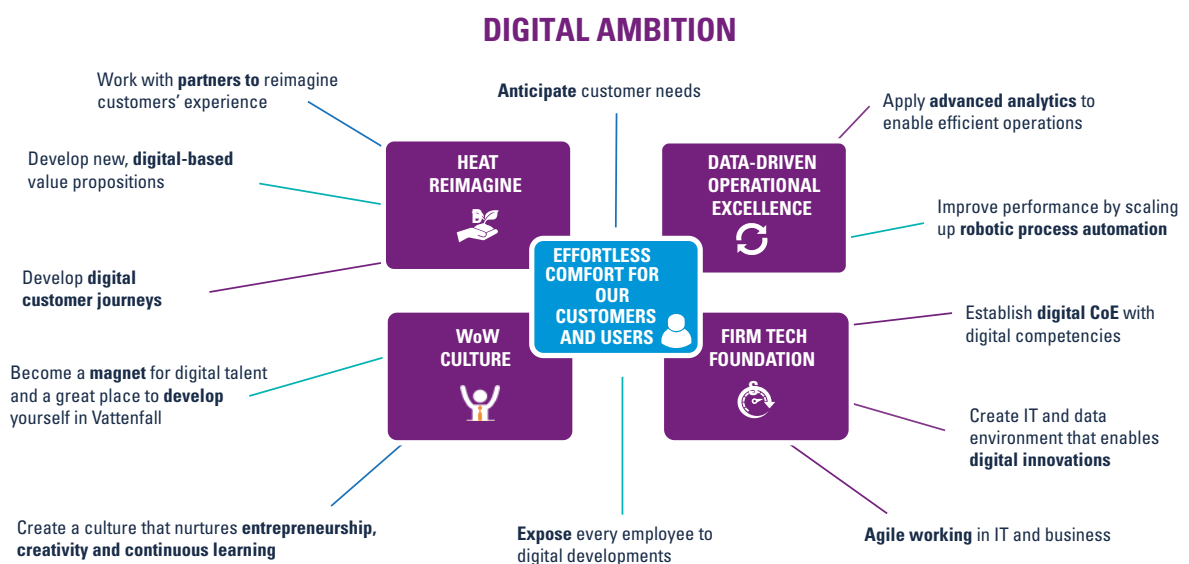 DIGITAL AMBITION
Work with partners to reimagine
customers' experience
Anticipate customer needs
Apply advanced analytics to
enable efficient operations
Develop new, digital-based
value propositions
HEAT
REIMAGINE
DATA-DRIVEN
OPERATIONAL
EXCELLENCE
Improve performance by scaling
up robotic process automation
Develop digital
customer journeys
EFFORTLESS
COMFORT FOR
OUR
CUSTOMERS
AND USERS
Establish digital CoE with
digital competencies
WoW
CULTURE
FIRM TECH
FOUNDATION
Become a magnet for digital talent
and a great place to develop
yourself in Vattenfall
Create IT and data
environment that enables
digital innovations
Create a culture that nurtures entrepreneurship,
creativity and continuous learning
Expose every employee to
digital developments
Agile working in IT and business